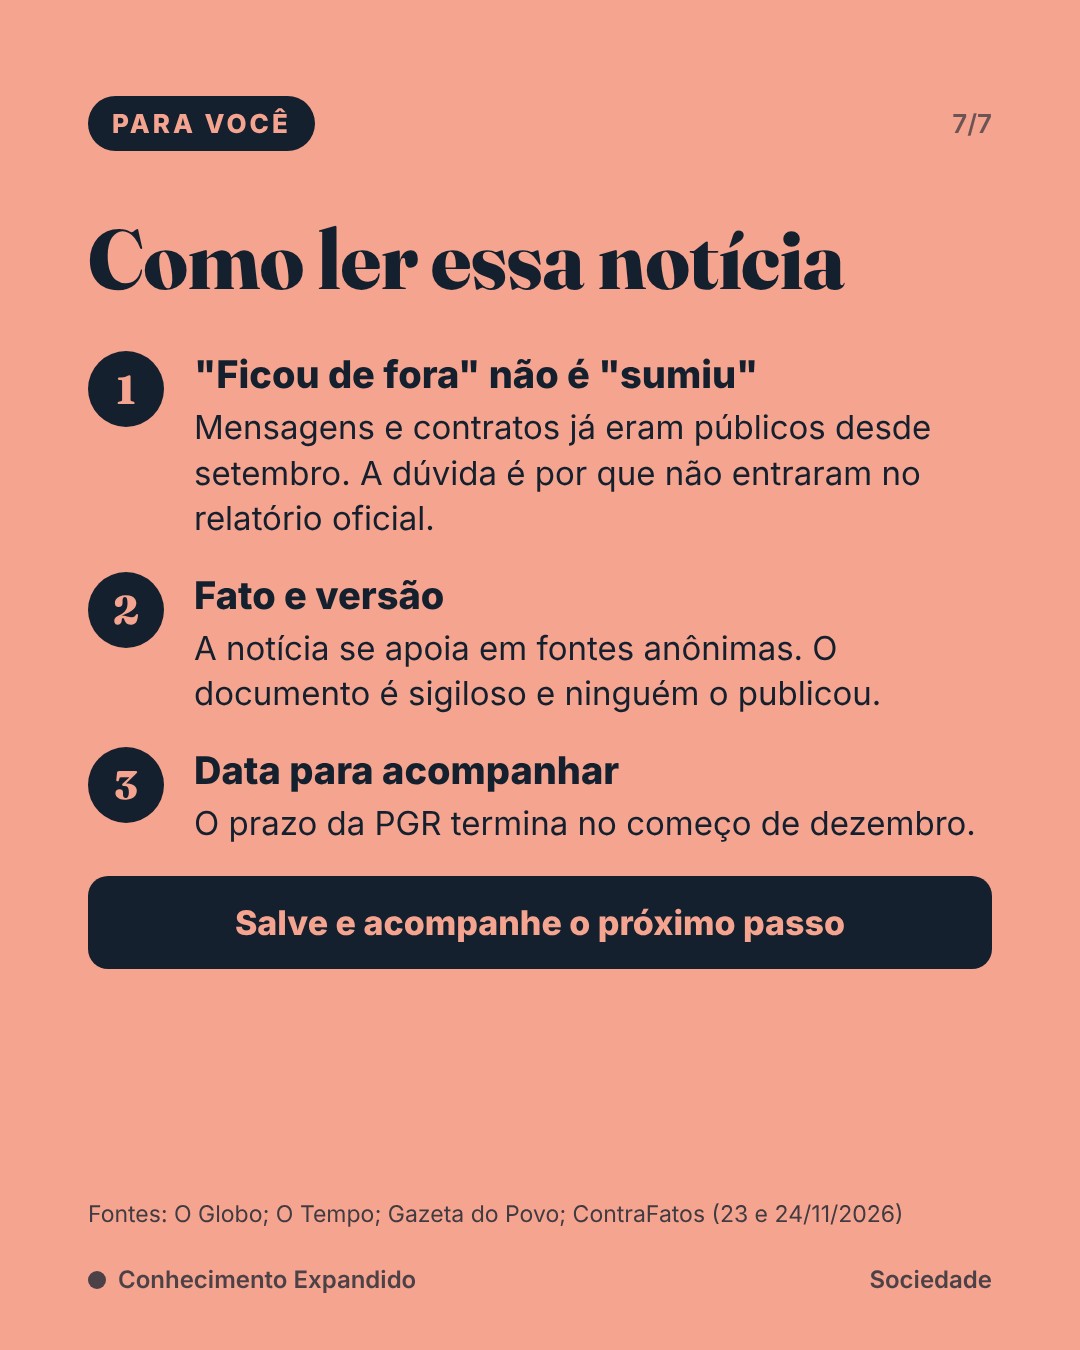 PARA VOCÊ
7/7
Como ler essa notícia
1
"Ficou de fora" não é "sumiu"
Mensagens e contratos já eram públicos desde
setembro. A dúvida é por que não entraram no
relatório oficial.
2
Fato e versão
A notícia se apoia em fontes anônimas. O
documento é sigiloso e ninguém o publicou.
3
Data para acompanhar
O prazo da PGR termina no começo de dezembro.
Salve e acompanhe o próximo passo
Fontes: O Globo; O Tempo; Gazeta do Povo; ContraFatos (23 e 24/11/2026)
Conhecimento Expandido
Sociedade